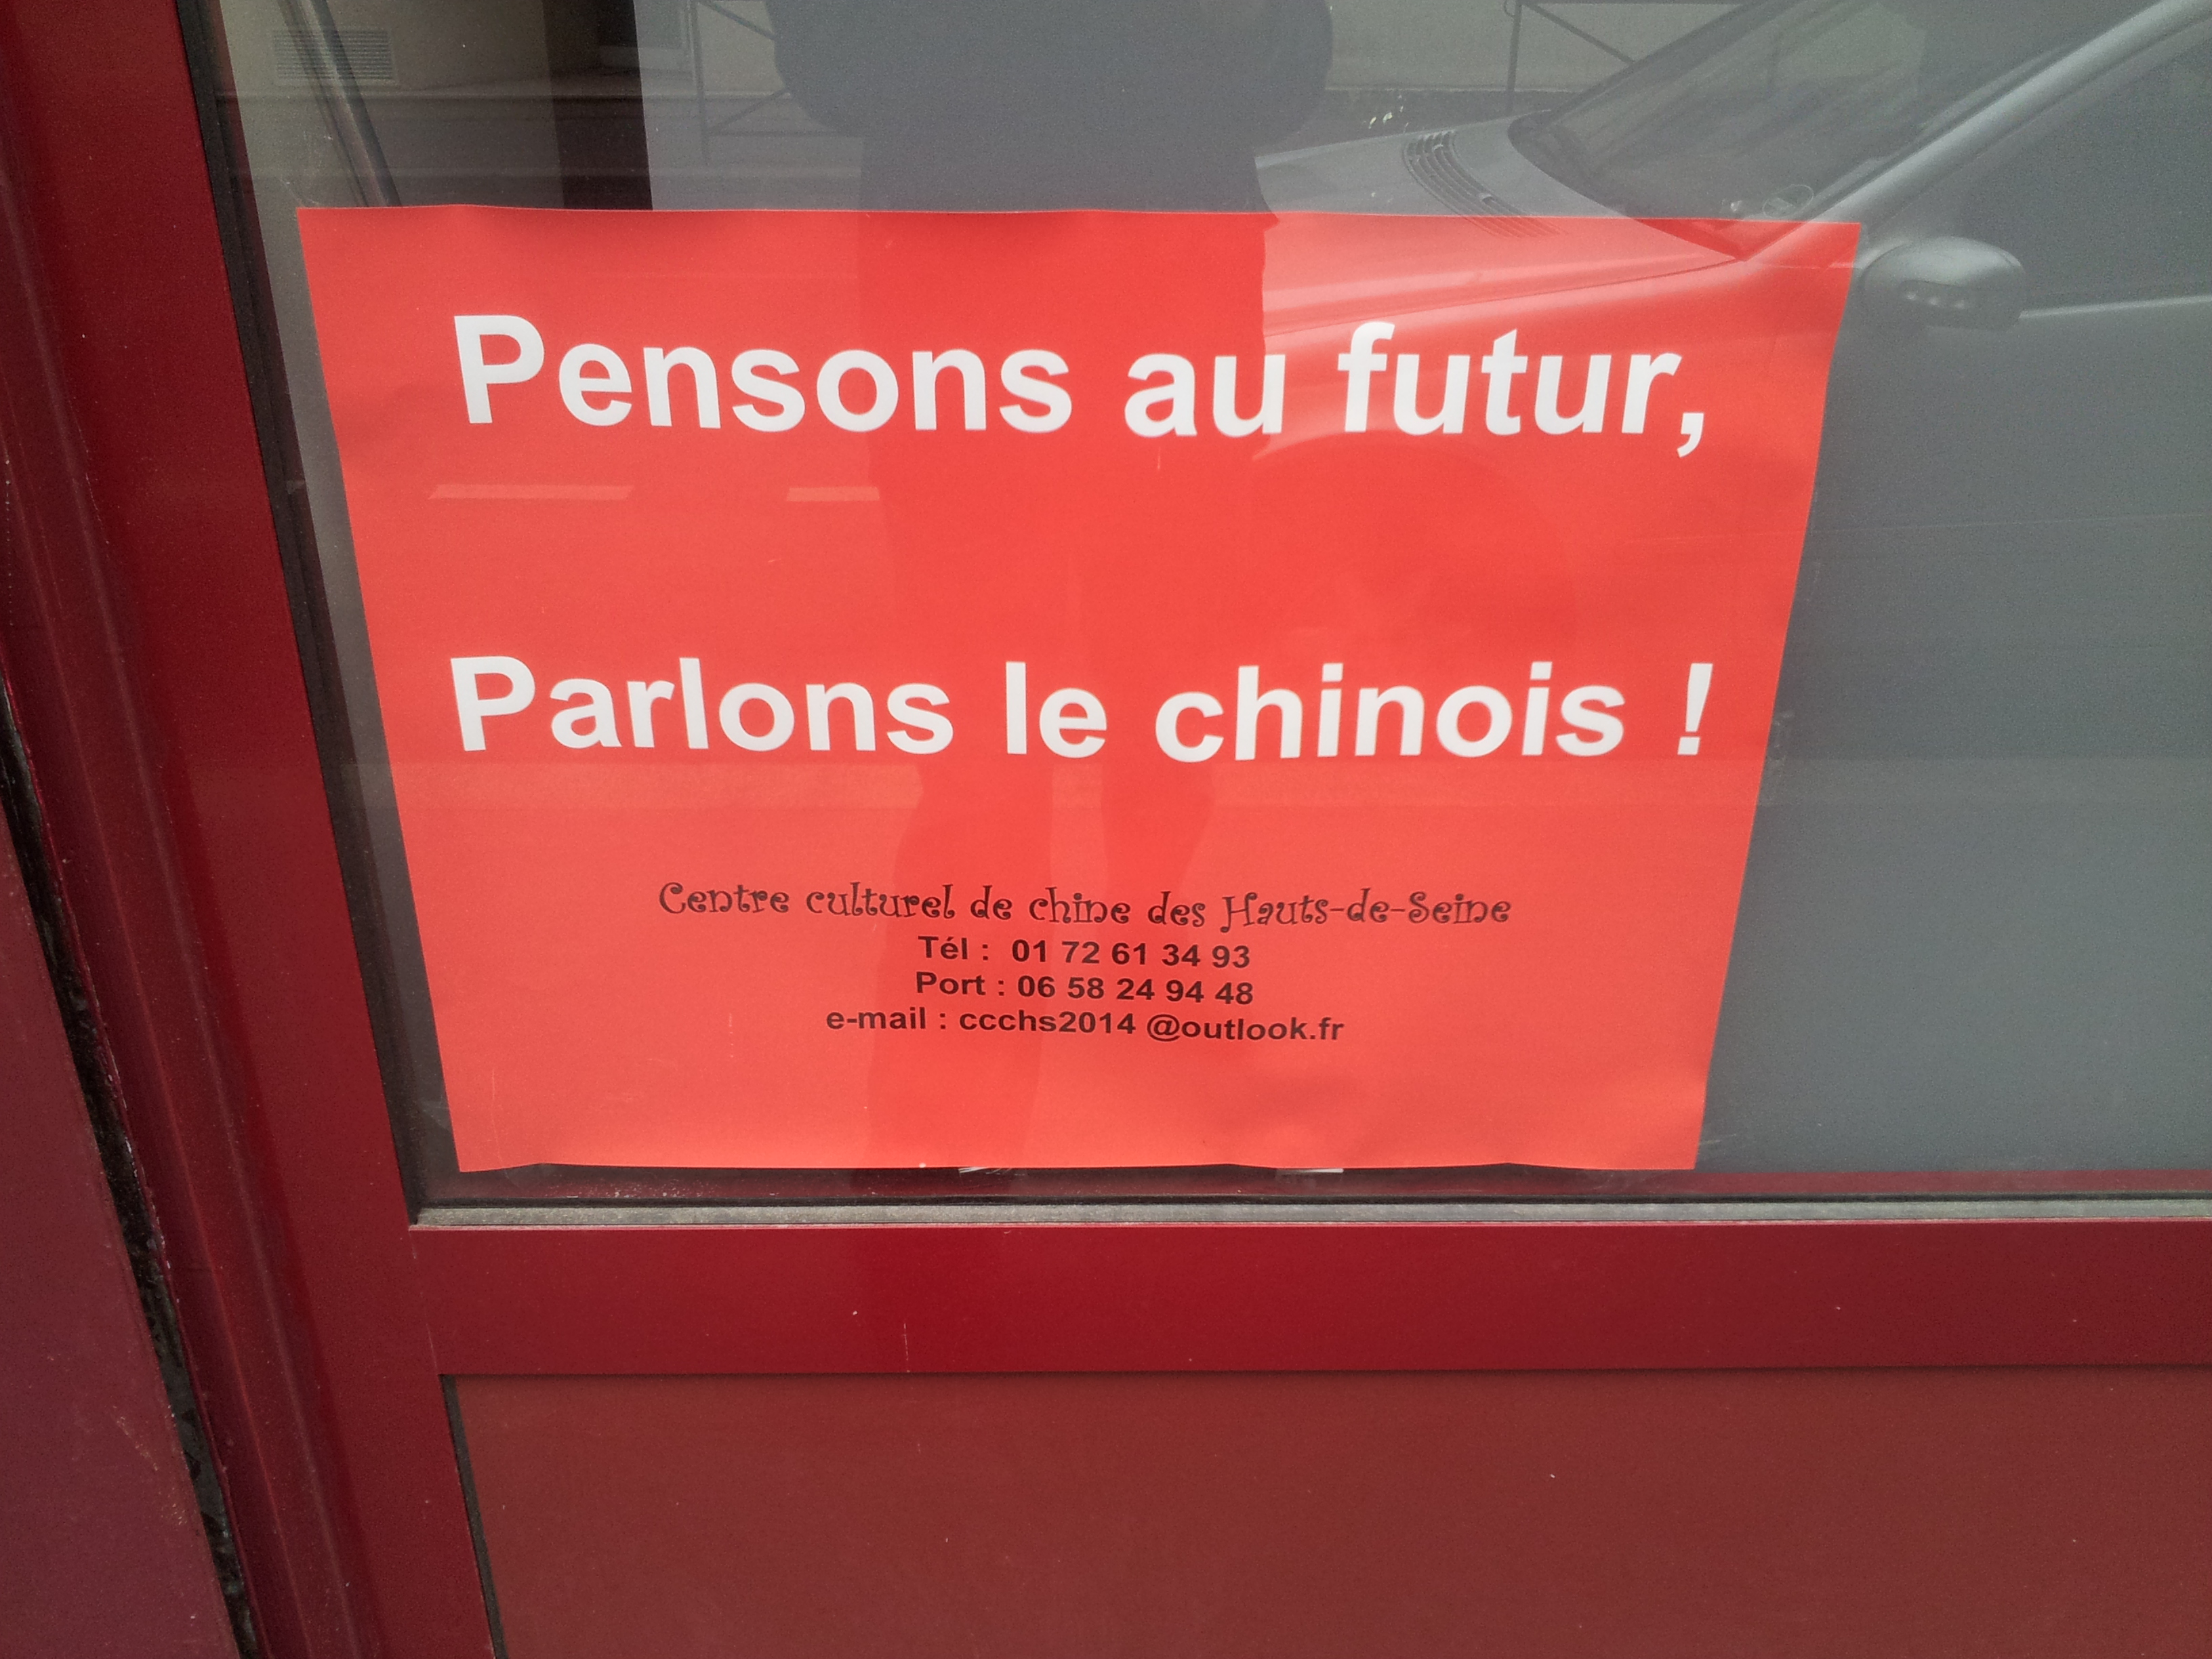 Pensons au futur,
Parlons le chinois !
Centre culturel de chine des Hauts-de-Seine
Tél : 01 72 61 34 93
Port : 06 58 24 94 48
e-mail : ccchs2014 @outlook.fr